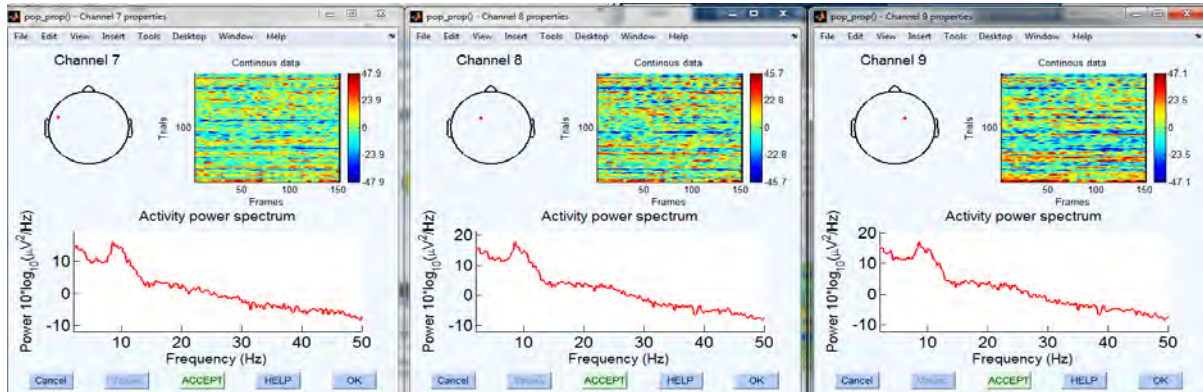 pop_prop() - Channel 7 properties
File Edit View Insert Tools Desktop Window Help
Channel 7
Continous data
Trials
100
50 100 150
Frames
47.9
23.9
0
-23.9
-47.9
Activity power spectrum
Power 10*log10(μV2/Hz)
10
0
-10
10 20 30 40 50
Frequency (Hz)
Cancel
ACCEPT HELP OK
pop_prop() - Channel 8 properties
File Edit View Insert Tools Desktop Window Help
Channel 8
Continous data
Trials
100
50 100 150
Frames
45.7
22.8
0
-22.8
-45.7
Activity power spectrum
Power 10*log10(μV2/Hz)
20
10
0
-10
10 20 30 40 50
Frequency (Hz)
Cancel
ACCEPT HELP OK
pop_prop() - Channel 9 properties
File Edit View Insert Tools Desktop Window Help
Channel 9
Continous data
Trials
100
50 100 150
Frames
47.1
23.5
0
-23.5
-47.1
Activity power spectrum
Power 10*log10(μV2/Hz)
20
10
0
-10
10 20 30 40 50
Frequency (Hz)
Cancel
ACCEPT HELP OK